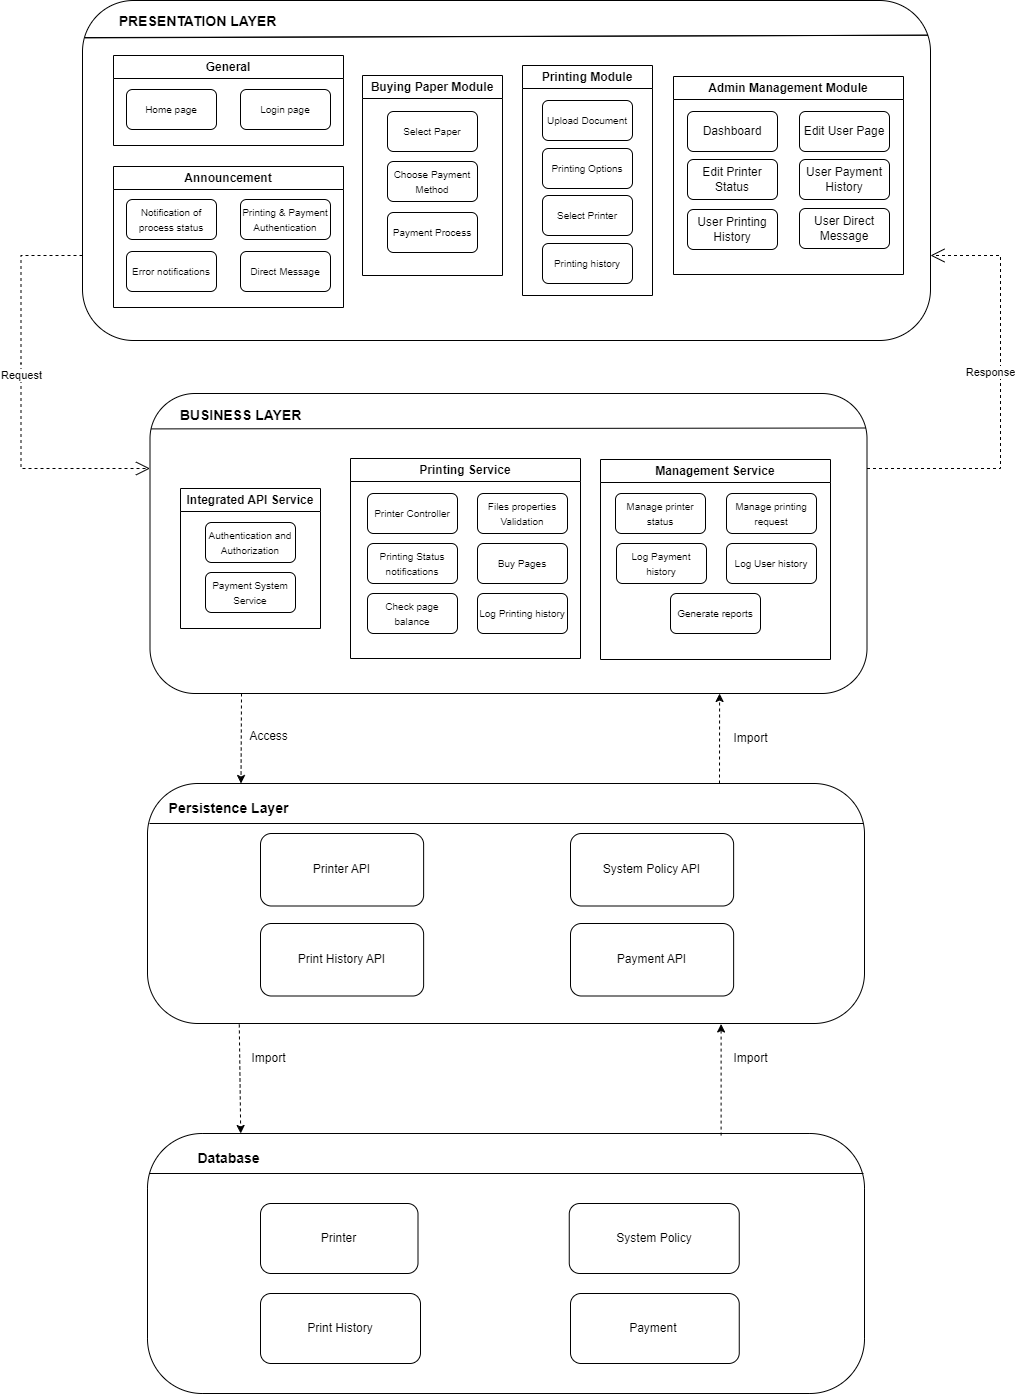 PRESENTATION LAYER
General
Home page
Login page
Announcement
Notification of
process status
Printing & Payment
Authentication
Error notifications
Direct Message
Buying Paper Module
Select Paper
Choose Payment
Method
Payment Process
Printing Module
Upload Document
Printing Options
Select Printer
Printing history
Admin Management Module
Dashboard
Edit User Page
Edit Printer
Status
User Payment
History
User Printing
History
User Direct
Message
Request
Response
BUSINESS LAYER
Integrated API Service
Authentication and
Authorization
Payment System
Service
Printing Service
Printer Controller
Files properties
Validation
Printing Status
notifications
Buy Pages
Check page
balance
Log Printing history
Management Service
Manage printer
status
Manage printing
request
Log Payment
history
Log User history
Generate reports
Access
Import
Persistence Layer
Printer API
System Policy API
Print History API
Payment API
Import
Import
Database
Printer
System Policy
Print History
Payment